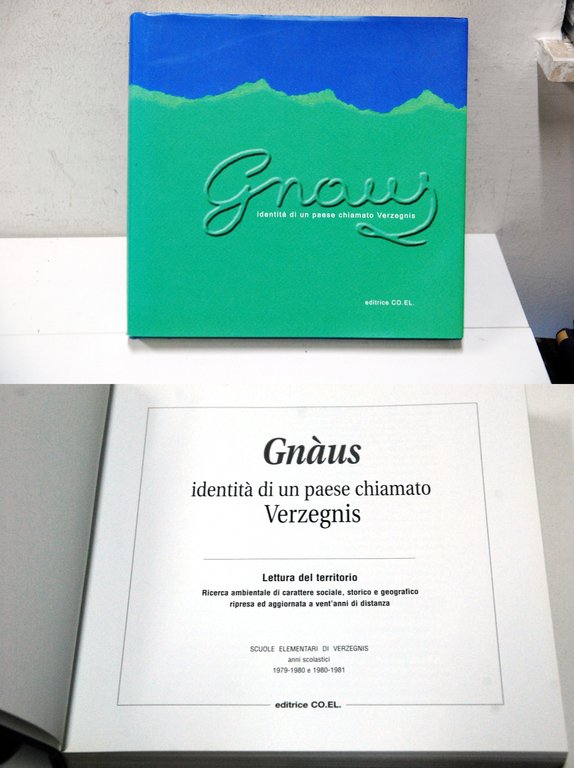 Gnaus
Identità di un paese chiamato Verzegnis
editrice CO.EL.
Gnàus
identità di un paese chiamato
Verzegnis
Lettura del territorio
Ricerca ambientale di carattere sociale, storico e geografico
ripresa ed aggiornata a vent'anni di distanza
SCUOLE ELEMENTARI DI VERZEGNIS
anni scolastici
1979-1980 e 1980-1981
editrice CO.EL.